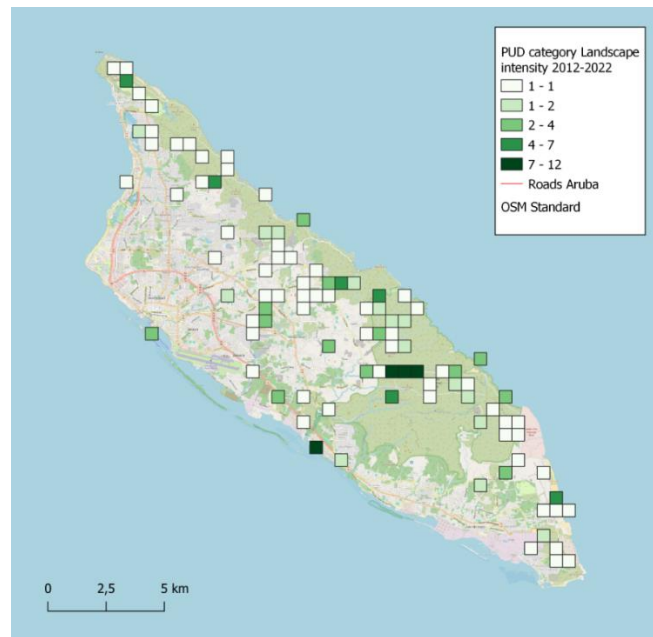 PUD category Landscape
intensity 2012-2022
1 - 1
1 - 2
2 - 4
4 - 7
7 - 12
Roads Aruba
OSM Standard
0 2,5 5 km